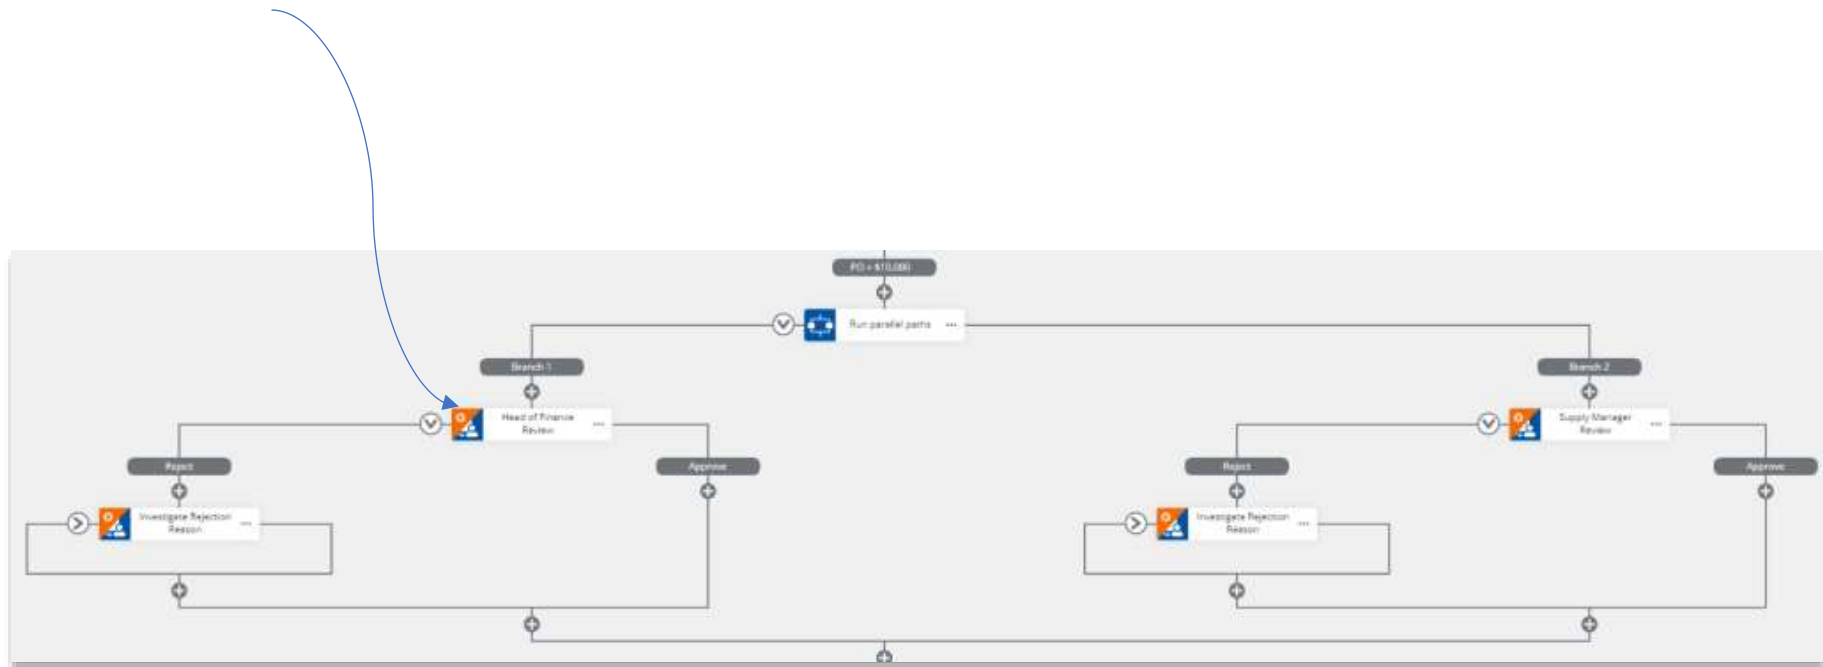 PO > $10,000
Run parallel paths
Branch 1
Branch 2
Head of Finance
Review
Supply Manager
Review
Reject
Approve
Reject
Approve
Investigate Rejection
Reason
Investigate Rejection
Reason